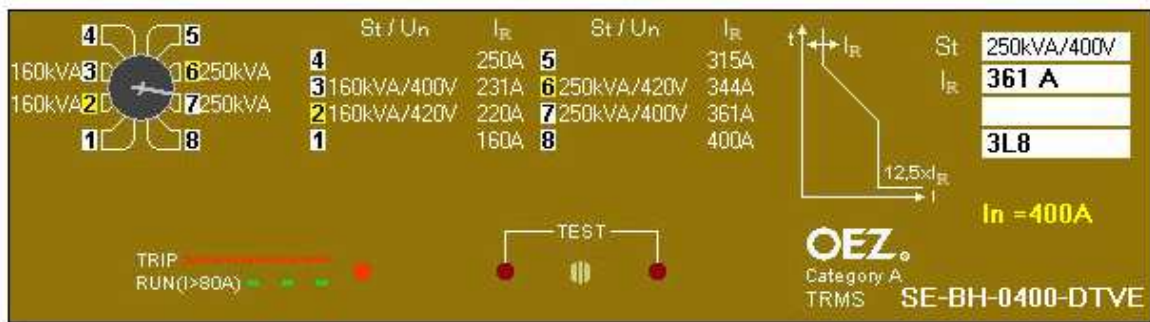 4 5
160kVA 3 6 250kVA
160kVA 2 7 250kVA
1 8
St / Un IR St / Un IR
4 250A 5 315A
3 160kVA/400V 231A 6 250kVA/420V 344A
2 160kVA/420V 220A 7 250kVA/400V 361A
1 160A 8 400A
t IR
12,5xIR
I
St 250kVA/400V
IR 361 A
3L8
In =400A
TRIP
RUN(I>80A)
TEST
OEZ.
Category A
TRMS SE-BH-0400-DTVE